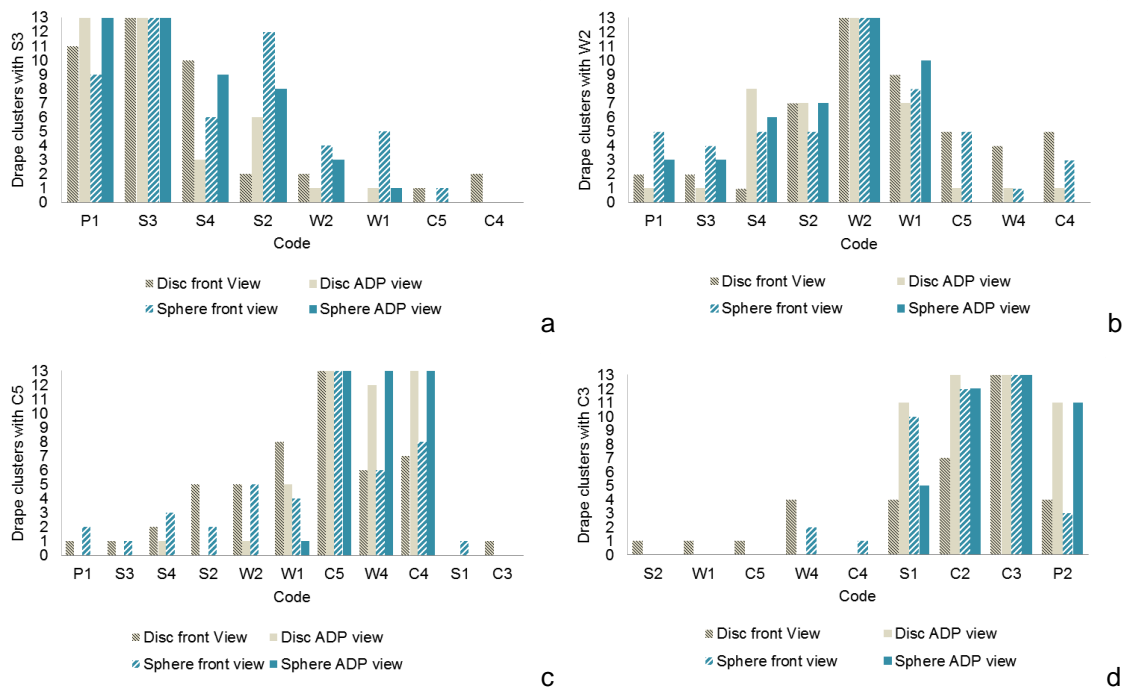 Drape clusters with S3
13
12
11
10
9
8
7
6
5
4
3
2
1
0
P1 S3 S4 S2 W2 W1 C5 C4
Code
Disc front View Disc ADP view
Sphere front view Sphere ADP view
a
Drape clusters with W2
13
12
11
10
9
8
7
6
5
4
3
2
1
0
P1 S3 S4 S2 W2 W1 C5 W4 C4
Code
Disc front View Disc ADP view
Sphere front view Sphere ADP view
b
Drape clusters with C5
13
12
11
10
9
8
7
6
5
4
3
2
1
0
P1 S3 S4 S2 W2 W1 C5 W4 C4 S1 C3
Code
Disc front View Disc ADP view
Sphere front view Sphere ADP view
c
Drape clusters with C3
13
12
11
10
9
8
7
6
5
4
3
2
1
0
S2 W1 C5 W4 C4 S1 C2 C3 P2
Code
Disc front View Disc ADP view
Sphere front view Sphere ADP view
d